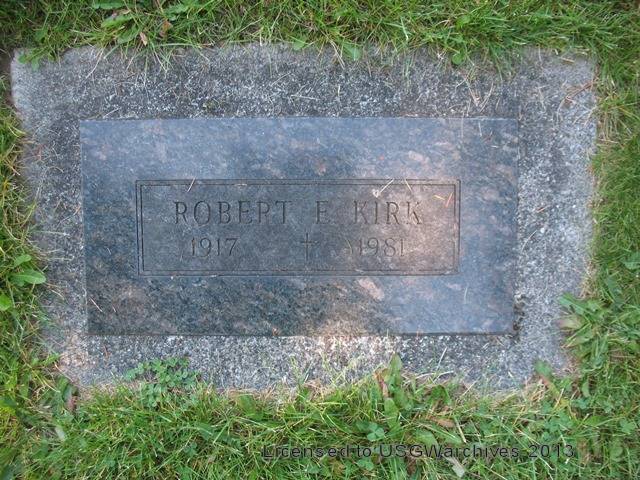 ROBERT E. KIRK
1917 1981
Licensed to USGWarchives 2013